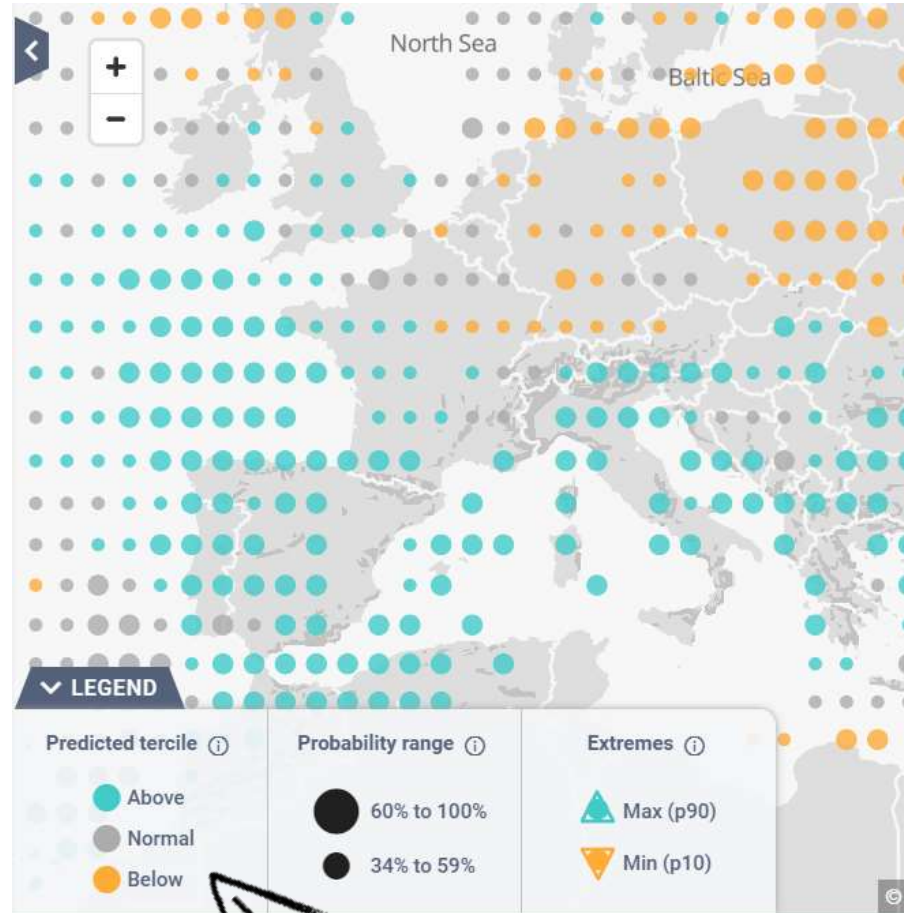 North Sea
+
Baltic Sea
−
LEGEND
Predicted tercile
Probability range
Extremes
Above
60% to 100%
Max (p90)
Normal
34% to 59%
Min (p10)
Below
©